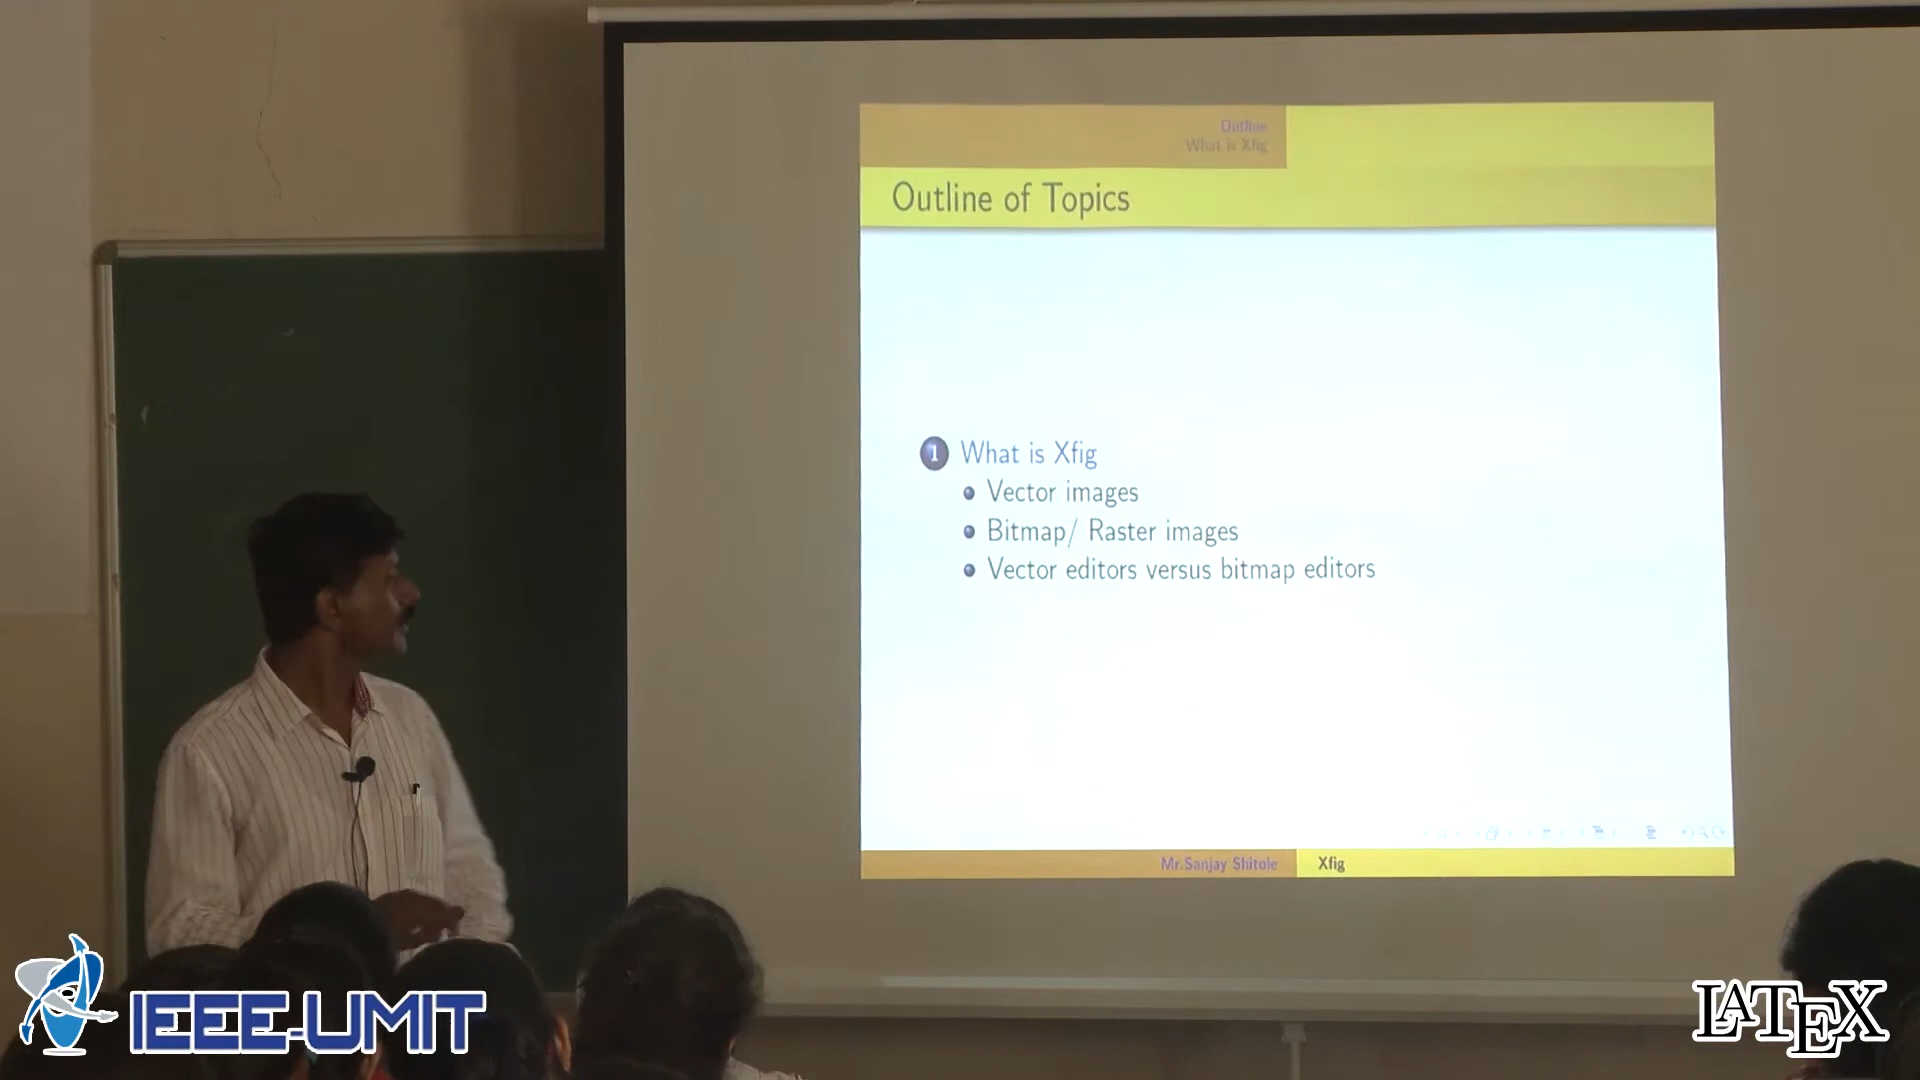 Outline
What is Xfig
Outline of Topics
1 What is Xfig
Vector images
Bitmap/ Raster images
Vector editors versus bitmap editors
Mr.Sanjay Shitole Xfig
IEEE-UMIT
LATEX